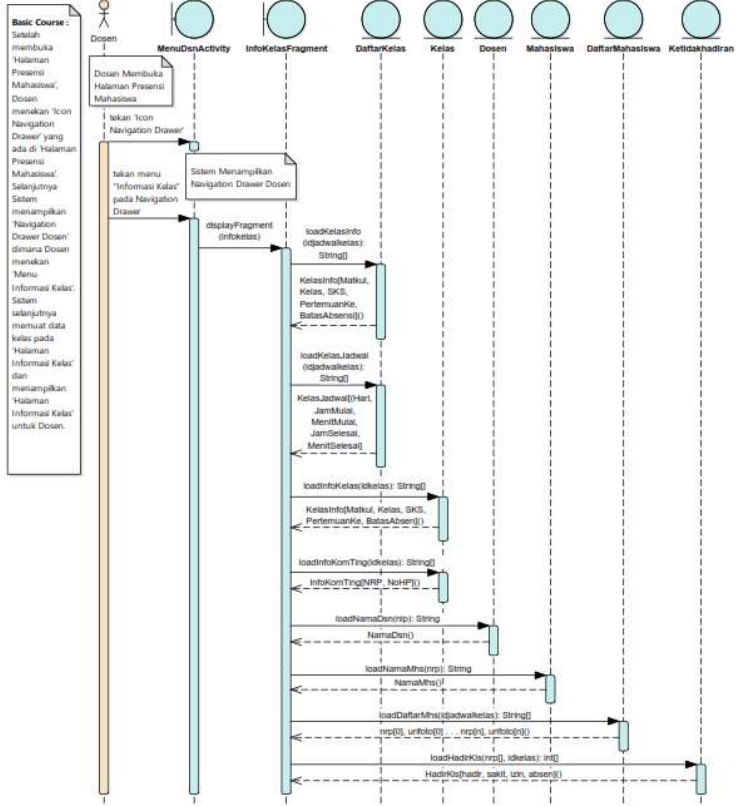 Basic Course :
Setelah
membuka
'Halaman
Presensi
Mahasiswa',
Dosen
menekan 'Icon
Navigation
Drawer' yang
ada di 'Halaman
Presensi
Mahasiswa'.
Selanjutnya
Sistem
menampilkan
'Navigation
Drawer Dosen'
dimana Dosen
menekan
'Menu
Informasi Kelas'.
Sistem
selanjutnya
memuat data
kelas pada
'Halaman
Informasi Kelas'
dan
menampilkan
'Halaman
Informasi Kelas'
untuk Dosen.
Dosen
MenuDsnActivity
InfoKelasFragment
DaftarKelas
Kelas
Dosen
Mahasiswa
DaftarMahasiswa
Ketidakhadiran
Dosen Membuka
Halaman Presensi
Mahasiswa
tekan 'Icon
Navigation Drawer'
Sistem Menampilkan
Navigation Drawer Dosen
tekan menu
"Informasi Kelas"
pada Navigation
Drawer
displayFragment
(infokelas)
loadKelasInfo
(idjadwalkelas):
String[]
KelasInfo[Matkul,
Kelas, SKS,
PertemuanKe,
BatasAbsensi]()
loadKelasJadwal
(idjadwalkelas):
String[]
KelasJadwal[(Hari,
JamMulai,
MenitMulai,
JamSelesai,
MenitSelesai]
loadInfoKelas(idkelas): String[]
KelasInfo[Matkul, Kelas, SKS,
PertemuanKe, BatasAbsen]()
loadInfoKomTing(idkelas): String[]
InfoKomTing[NRP, NoHP]()
loadNamaDsn(nip): String
NamaDsn()
loadNamaMhs(nrp): String
NamaMhs()
loadDaftarMhs(idjadwalkelas): String[]
nrp[0], urlfoto[0] . . . nrp[n], urlfoto[n]()
loadHadirKls(nrp[], idkelas): int[]
HadirKls[hadir, sakit, izin, absen]()